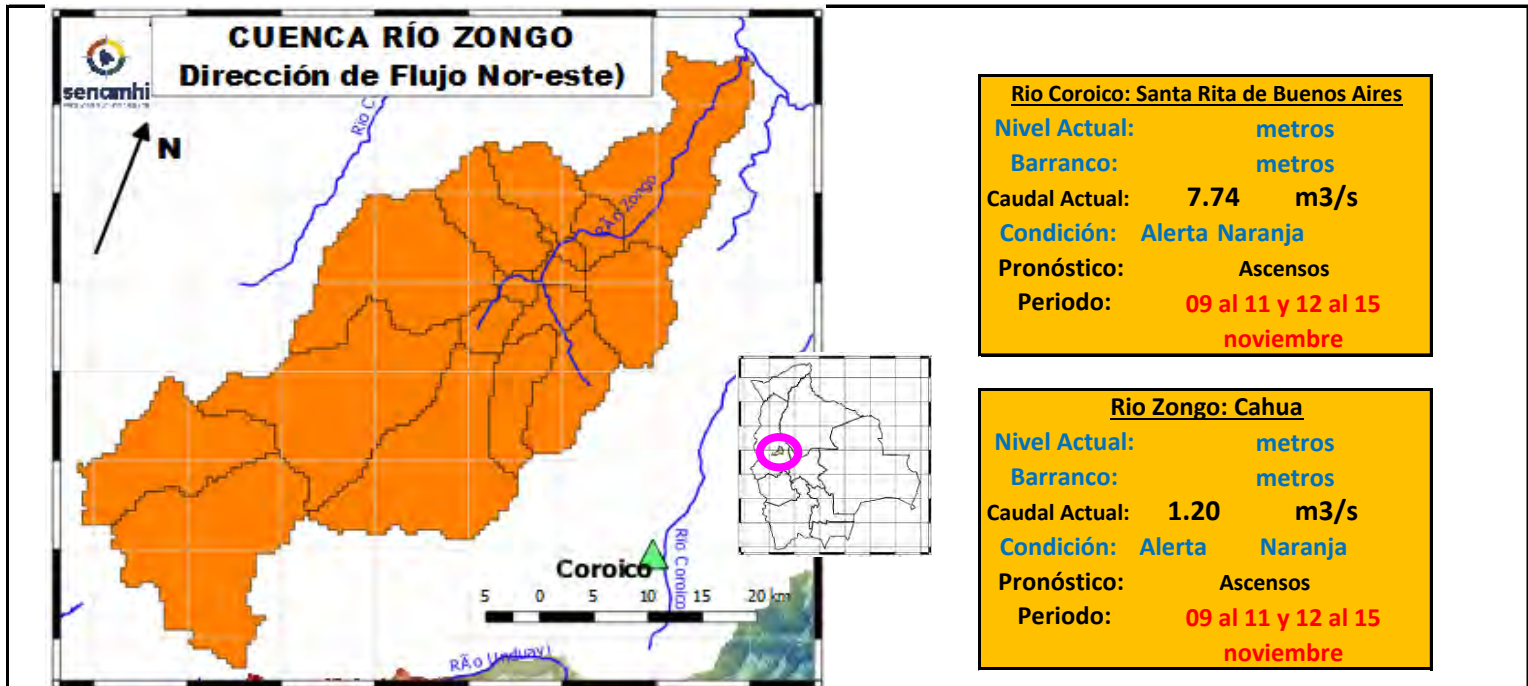 CUENCA RÍO ZONGO
Dirección de Flujo Nor-este)
senamhi
N
Río C
RÃ­o Zongo
Coroico
Río Coroico
5 0 5 10 15 20 km
RÃ­o Unduavi
Rio Coroico: Santa Rita de Buenos Aires
Nivel Actual: metros
Barranco: metros
Caudal Actual: 7.74 m3/s
Condición: Alerta Naranja
Pronóstico: Ascensos
Periodo: 09 al 11 y 12 al 15
noviembre
Rio Zongo: Cahua
Nivel Actual: metros
Barranco: metros
Caudal Actual: 1.20 m3/s
Condición: Alerta Naranja
Pronóstico: Ascensos
Periodo: 09 al 11 y 12 al 15
noviembre